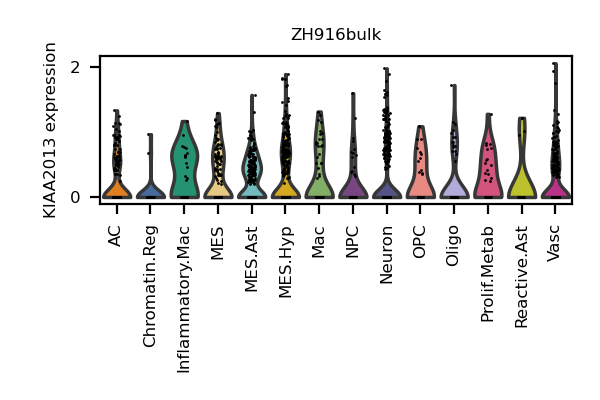 ZH916bulk
KIAA2013 expression
2
0
AC
Chromatin.Reg
Inflammatory.Mac
MES
MES.Ast
MES.Hyp
Mac
NPC
Neuron
OPC
Oligo
Prolif.Metab
Reactive.Ast
Vasc